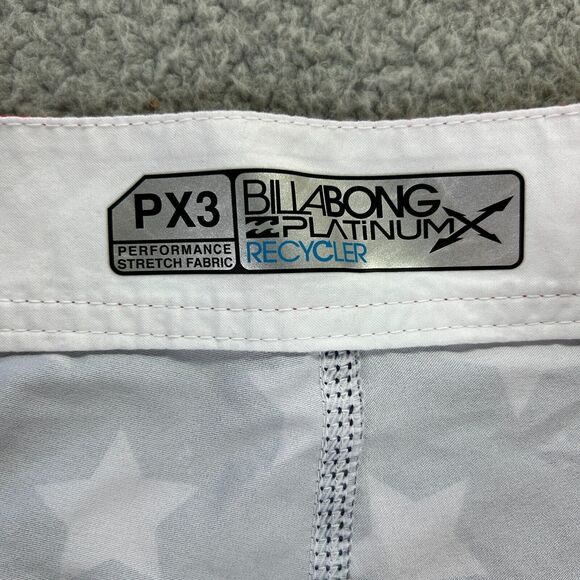 PX3
PERFORMANCE
STRETCH FABRIC
BILLABONG
PLATiNUMX
RECYCLER